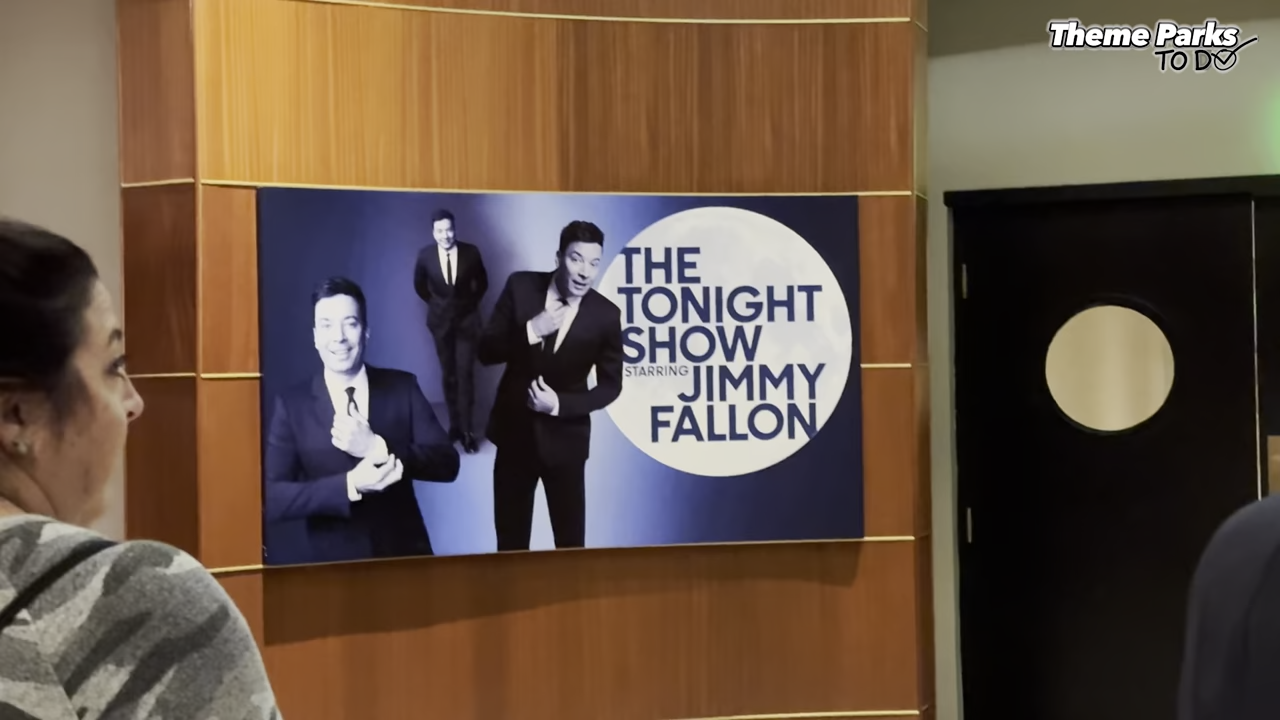 Theme Parks
TO DO
THE
TONIGHT
SHOW
STARRING JIMMY
FALLON